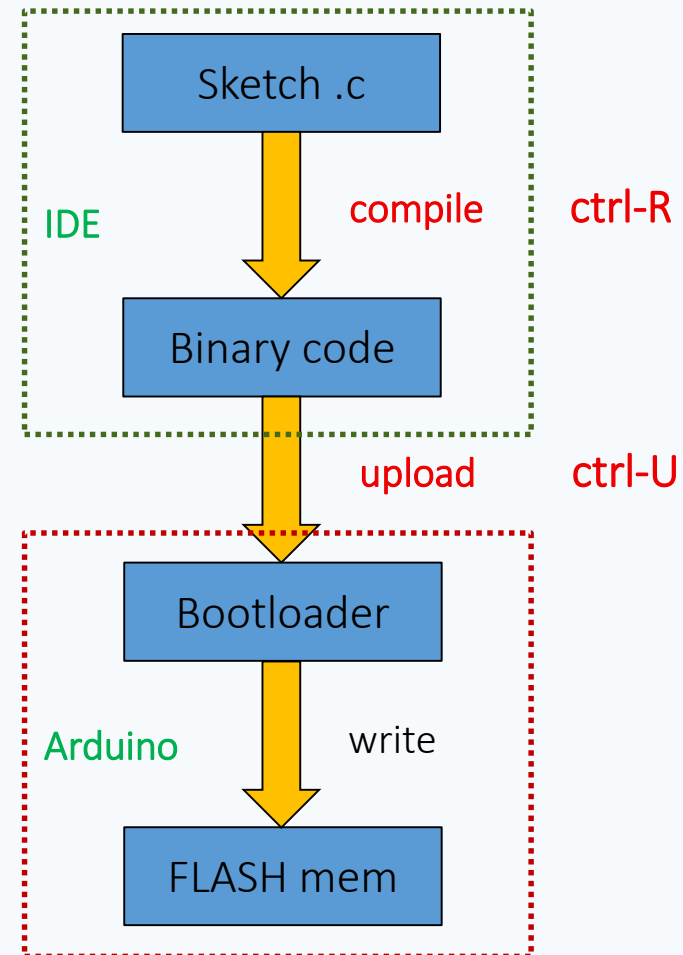 Sketch .c
IDE
compile
ctrl-R
Binary code
upload
ctrl-U
Bootloader
Arduino
write
FLASH mem